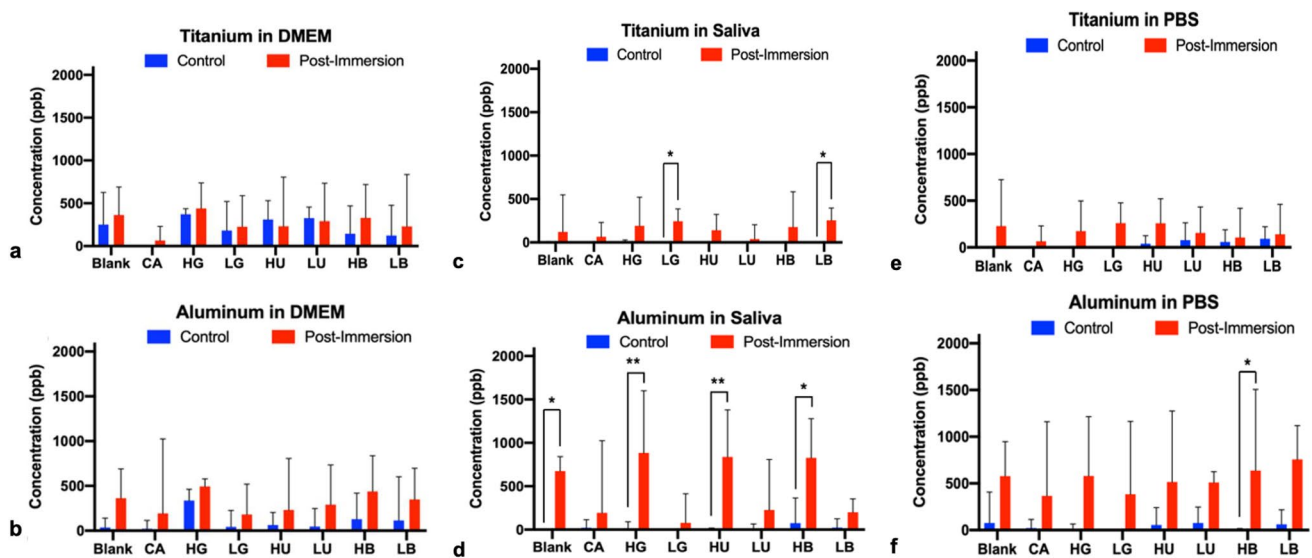 Titanium in DMEM
Control Post-Immersion
Concentration (ppb)
2000
1500
1000
500
0
Blank CA HG LG HU LU HB LB
a
Aluminum in DMEM
Control Post-Immersion
Concentration (ppb)
2000
1500
1000
500
0
Blank CA HG LG HU LU HB LB
b
Titanium in Saliva
Control Post-Immersion
Concentration (ppb)
2000
1500
1000
500
0
* *
Blank CA HG LG HU LU HB LB
c
Aluminum in Saliva
Control Post-Immersion
Concentration (ppb)
2000
1500
1000
500
0
* ** ** *
Blank CA HG LG HU LU HB LB
d
Titanium in PBS
Control Post-Immersion
Concentration (ppb)
2000
1500
1000
500
0
Blank CA HG LG HU LU HB LB
e
Aluminum in PBS
Control Post-Immersion
Concentration (ppb)
2000
1500
1000
500
0
*
Blank CA HG LG HU LU HB LB
f